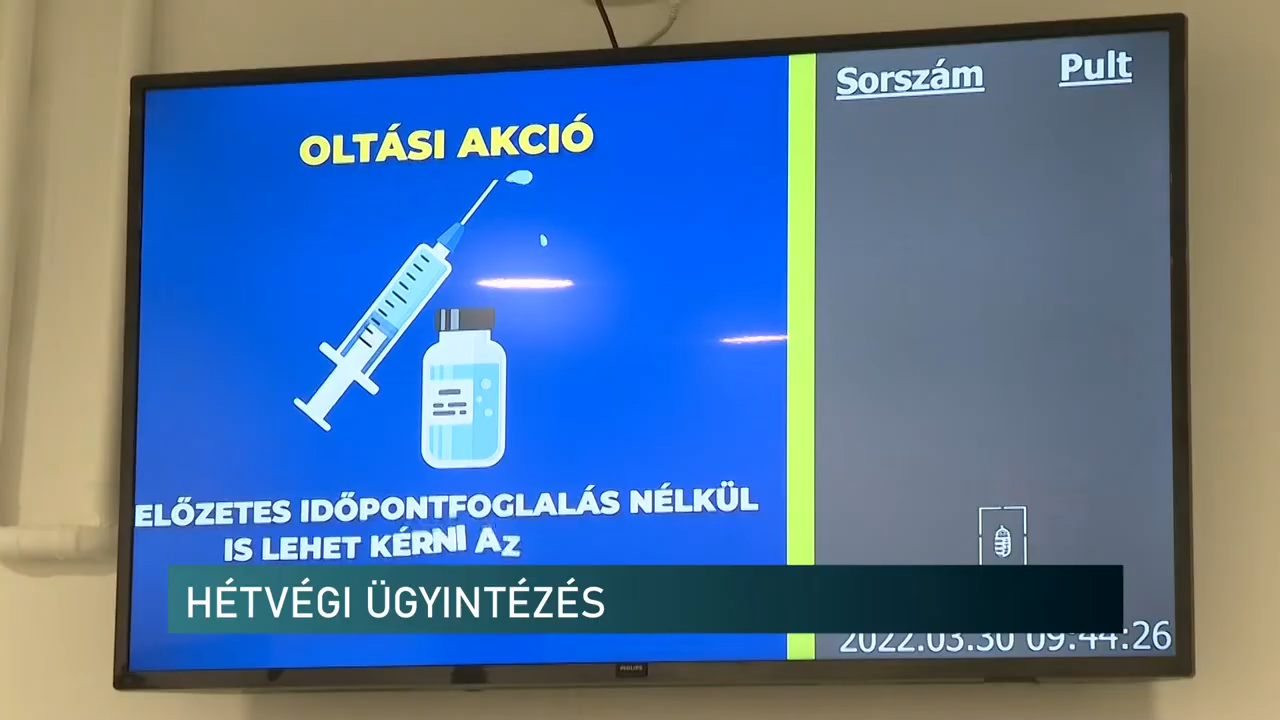 OLTÁSI AKCIÓ
ELŐZETES IDŐPONTFOGLALÁS NÉLKÜL
IS LEHET KÉRNI AZ
Sorszám Pult
2022.03.30 09:44:26
HÉTVÉGI ÜGYINTÉZÉS
PHILIPS